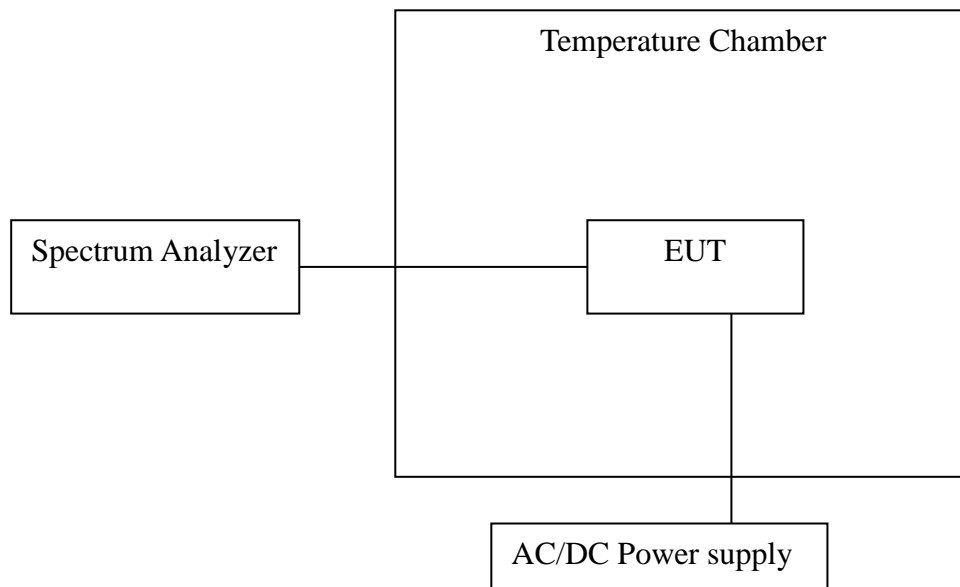 Temperature Chamber
Spectrum Analyzer
EUT
AC/DC Power supply